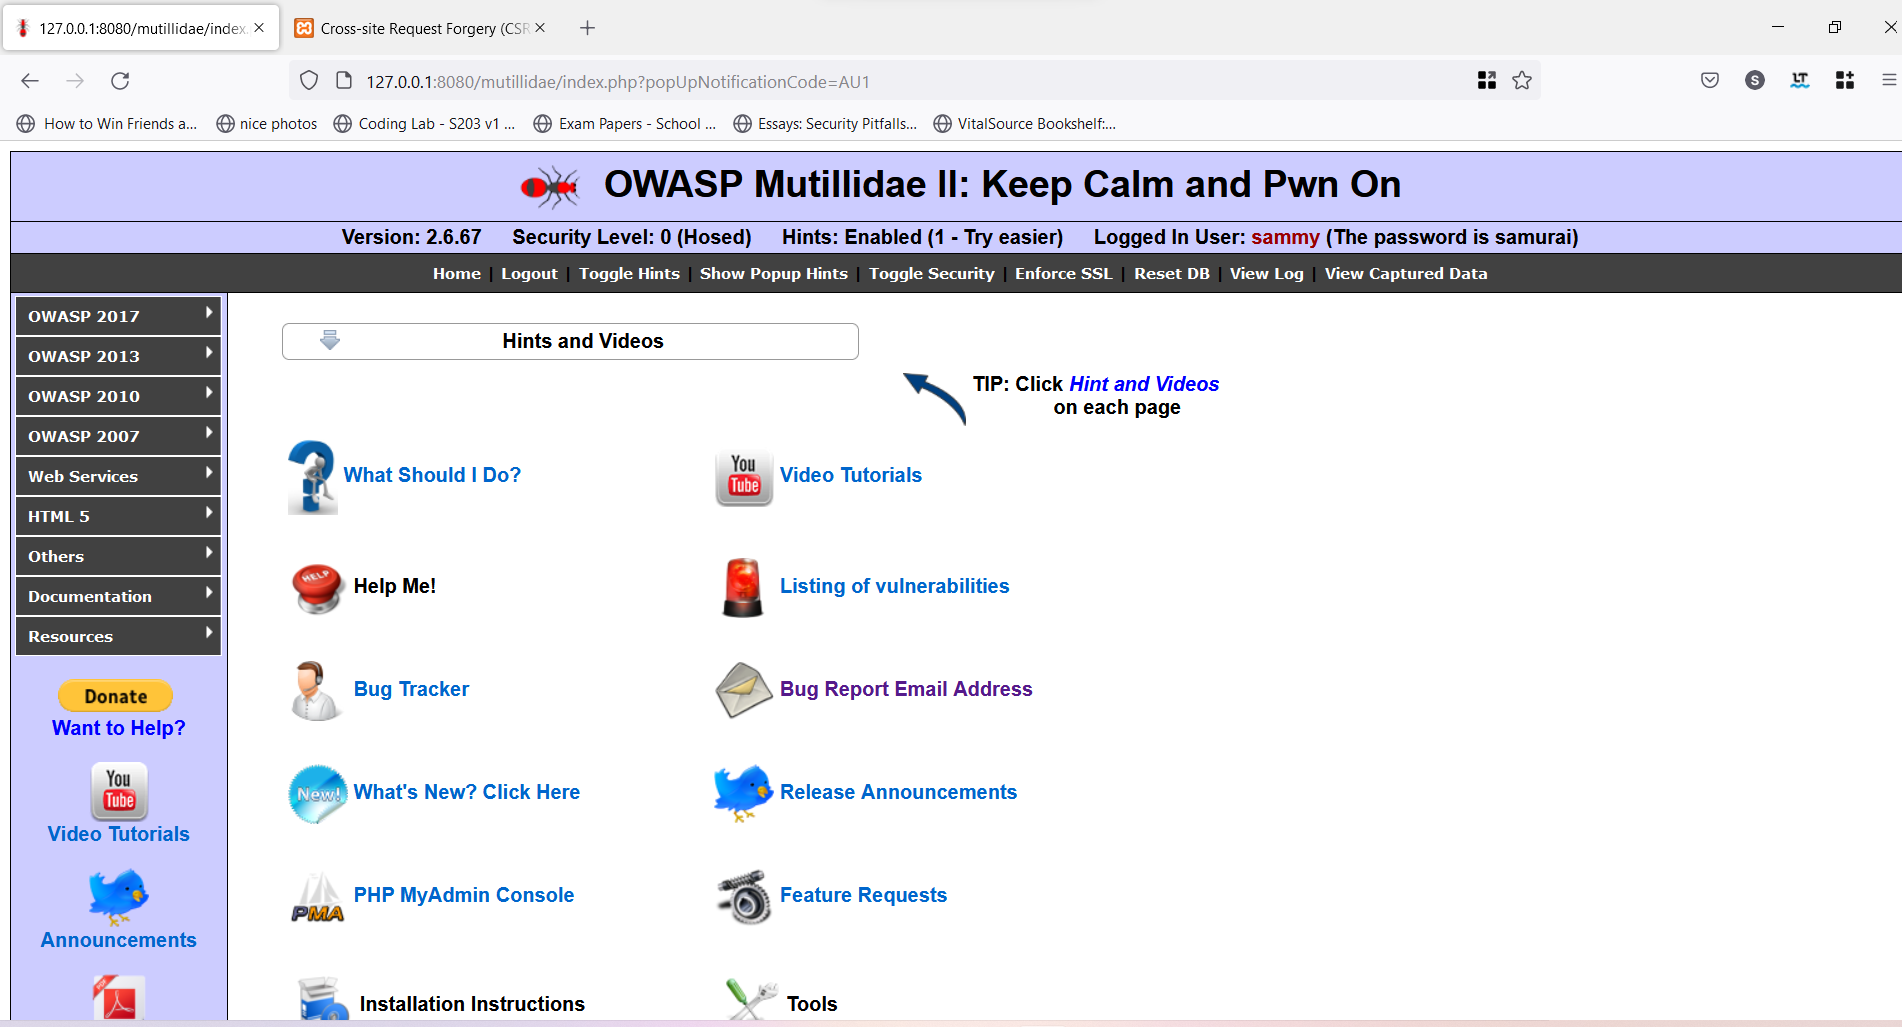 127.0.0.1:8080/mutillidae/index.
Cross-site Request Forgery (CSR
127.0.0.1:8080/mutillidae/index.php?popUpNotificationCode=AU1
S
LT
How to Win Friends a...
nice photos
Coding Lab - S203 v1 ...
Exam Papers - School ...
Essays: Security Pitfalls...
VitalSource Bookshelf:...
OWASP Mutillidae II: Keep Calm and Pwn On
Version: 2.6.67 Security Level: 0 (Hosed) Hints: Enabled (1 - Try easier) Logged In User: sammy (The password is samurai)
Home | Logout | Toggle Hints | Show Popup Hints | Toggle Security | Enforce SSL | Reset DB | View Log | View Captured Data
OWASP 2017
OWASP 2013
OWASP 2010
OWASP 2007
Web Services
HTML 5
Others
Documentation
Resources
Donate
Want to Help?
You
Tube
Video Tutorials
Announcements
PDF
Hints and Videos
TIP: Click Hint and Videos
on each page
What Should I Do?
You
Tube
Video Tutorials
HELP
Help Me!
Listing of vulnerabilities
Bug Tracker
Bug Report Email Address
New!
What's New? Click Here
Release Announcements
PMA
PHP MyAdmin Console
Feature Requests
Installation Instructions
Tools